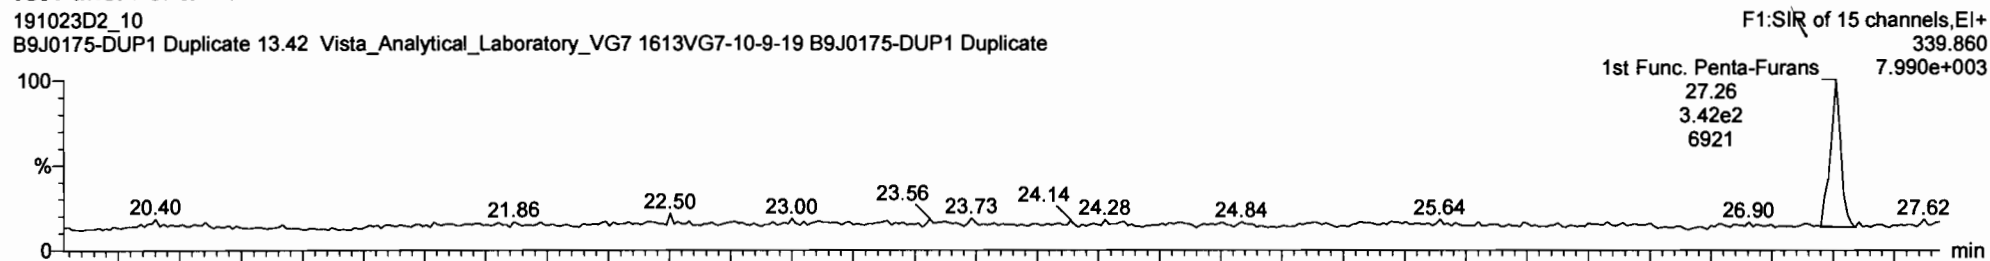 191023D2_10
F1:SIR of 15 channels,EI+
B9J0175-DUP1 Duplicate 13.42 Vista_Analytical_Laboratory_VG7 1613VG7-10-9-19 B9J0175-DUP1 Duplicate
339.860
1st Func. Penta-Furans
7.990e+003
100
27.26
3.42e2
6921
%
20.40
21.86
22.50
23.00
23.56
23.73
24.14
24.28
24.84
25.64
26.90
27.62
0
min